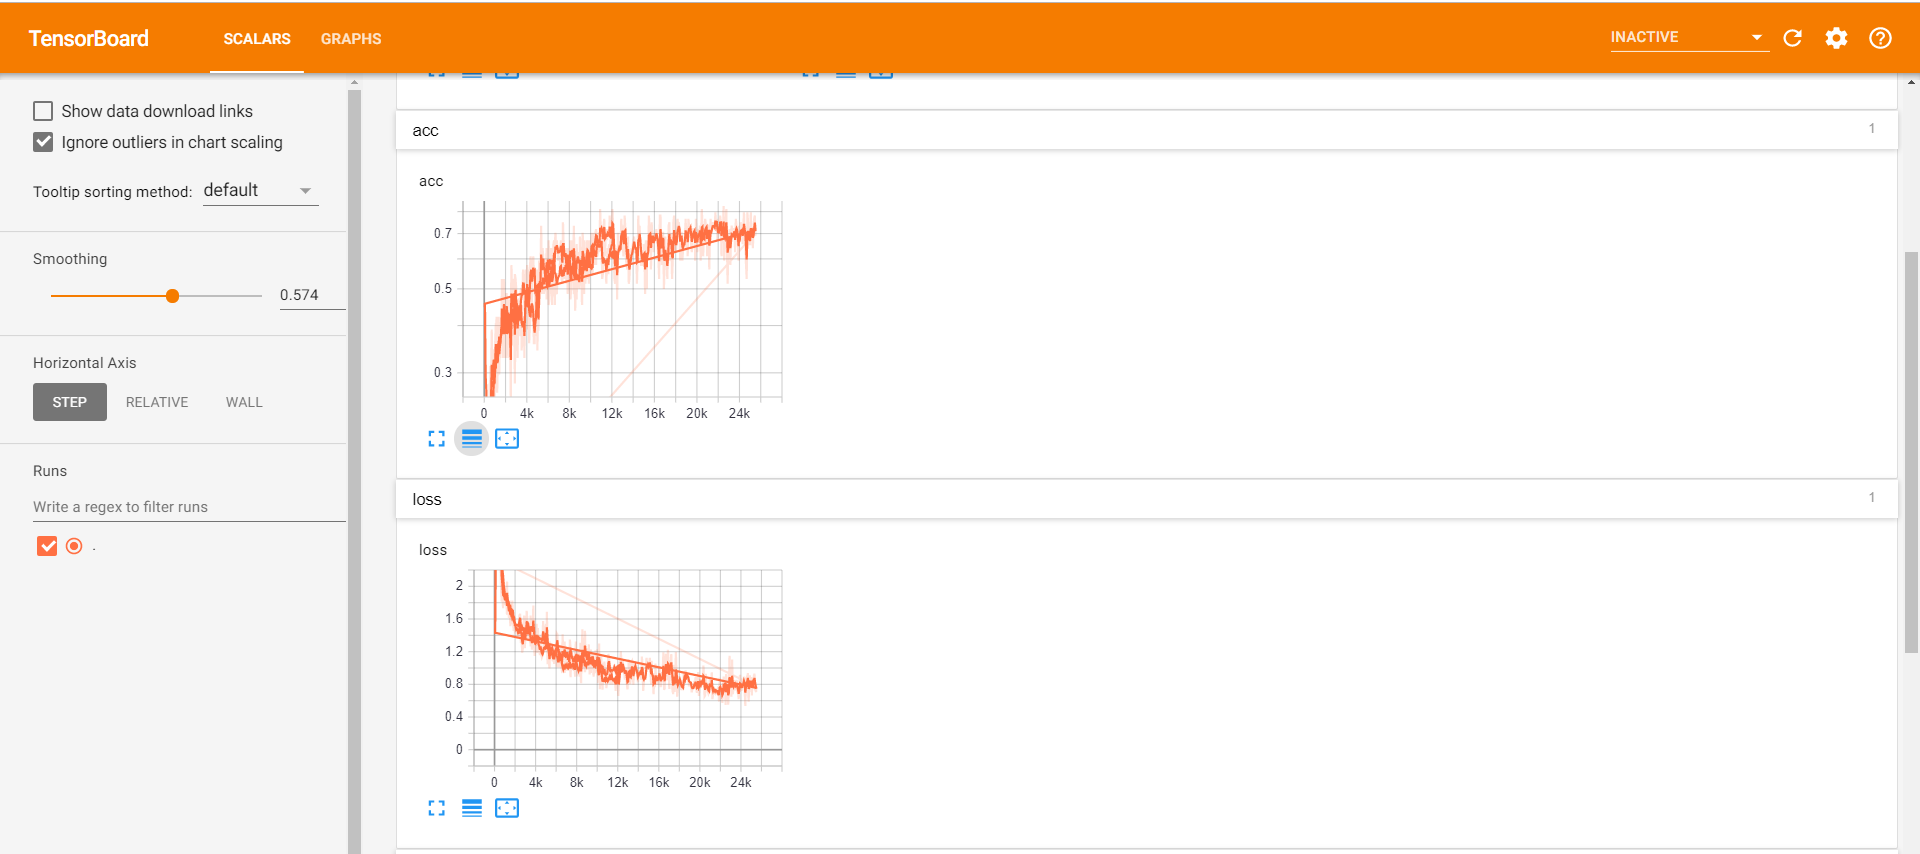 TensorBoard SCALARS GRAPHS INACTIVE
Show data download links
Ignore outliers in chart scaling
Tooltip sorting method: default
Smoothing
0.574
Horizontal Axis
STEP RELATIVE WALL
Runs
Write a regex to filter runs
.
acc 1
acc
0.7
0.5
0.3
0 4k 8k 12k 16k 20k 24k
loss 1
loss
2
1.6
1.2
0.8
0.4
0
0 4k 8k 12k 16k 20k 24k